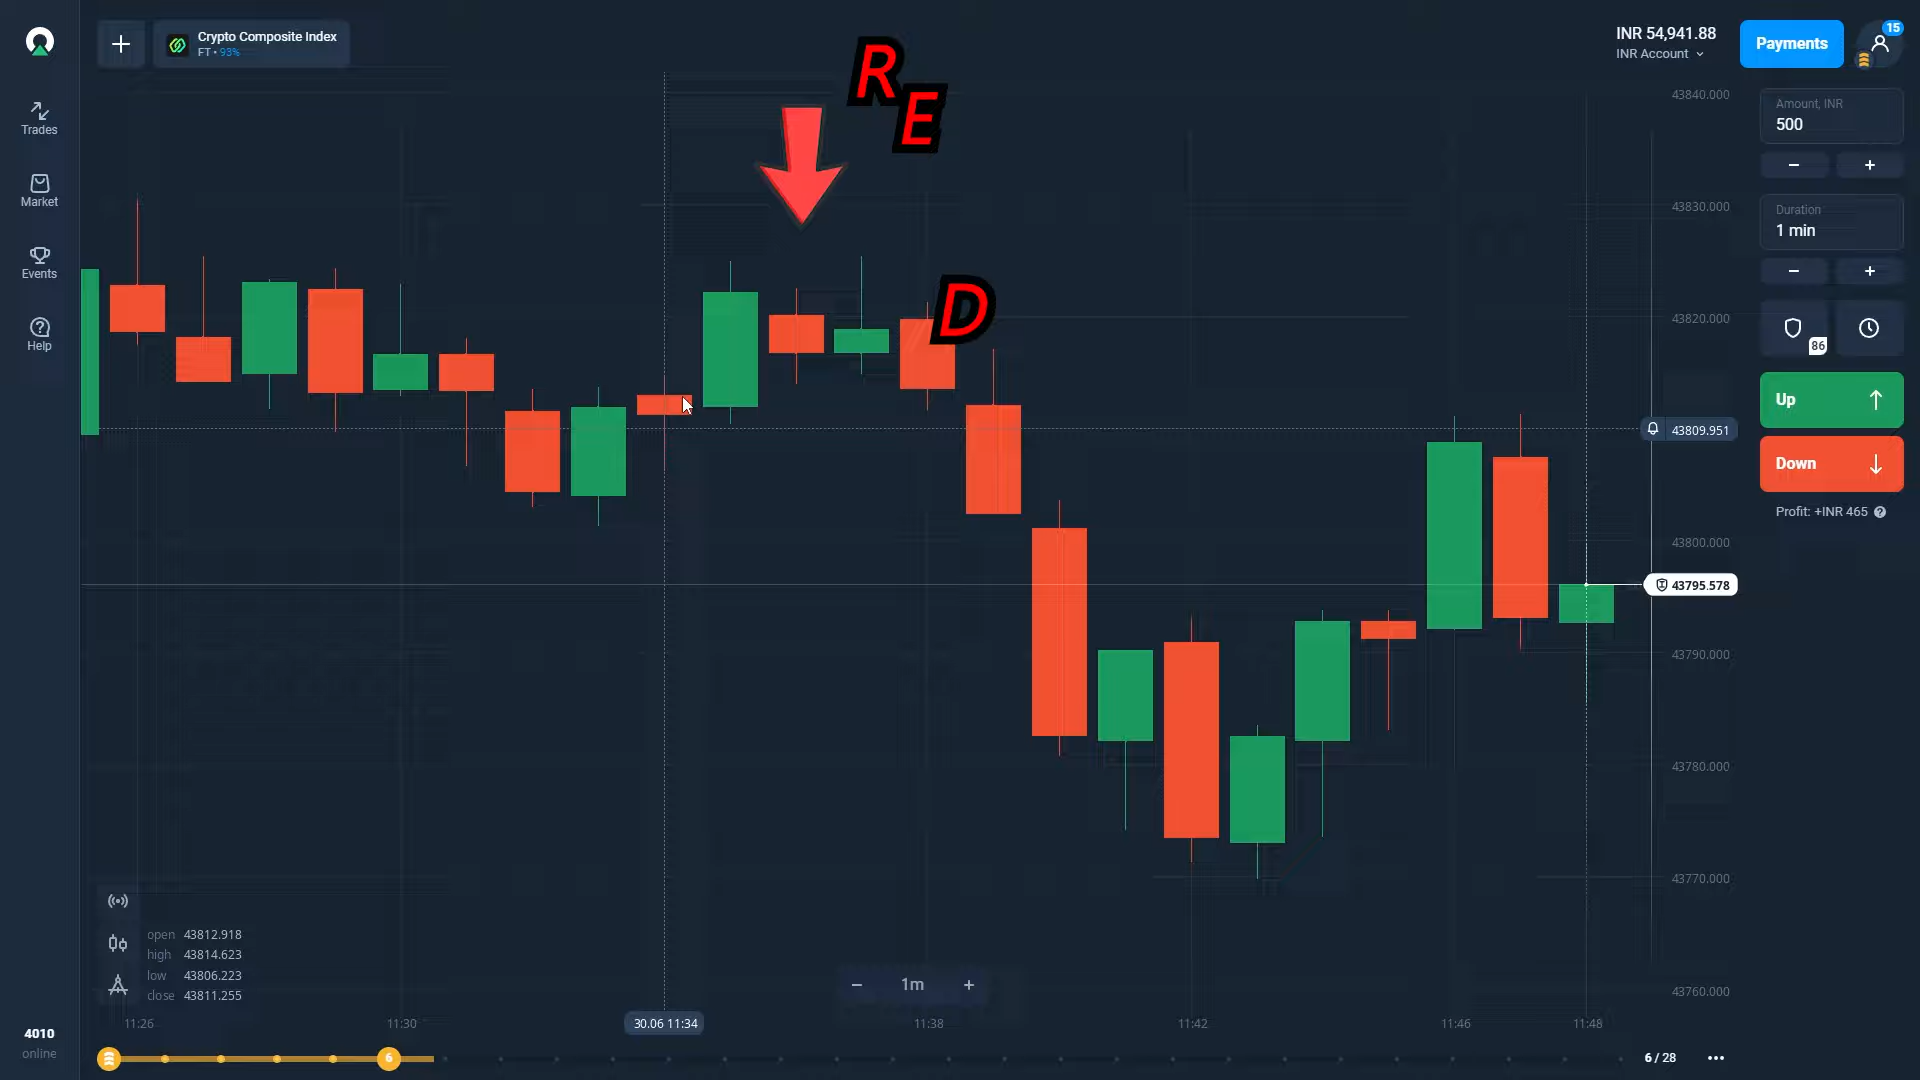 Crypto Composite Index
FT • 93%
R
E
D
INR 54,941.88
INR Account
Payments
15
Trades
Market
Events
Help
4010
online
Amount, INR
500
Duration
1 min
86
Up
Down
Profit: +INR 465
43840.000
43830.000
43820.000
43809.951
43800.000
43795.578
43790.000
43780.000
43770.000
43760.000
open 43812.918
high 43814.623
low 43806.223
close 43811.255
1m
11:26
11:30
30.06 11:34
11:38
11:42
11:46
11:48
6
6 / 28